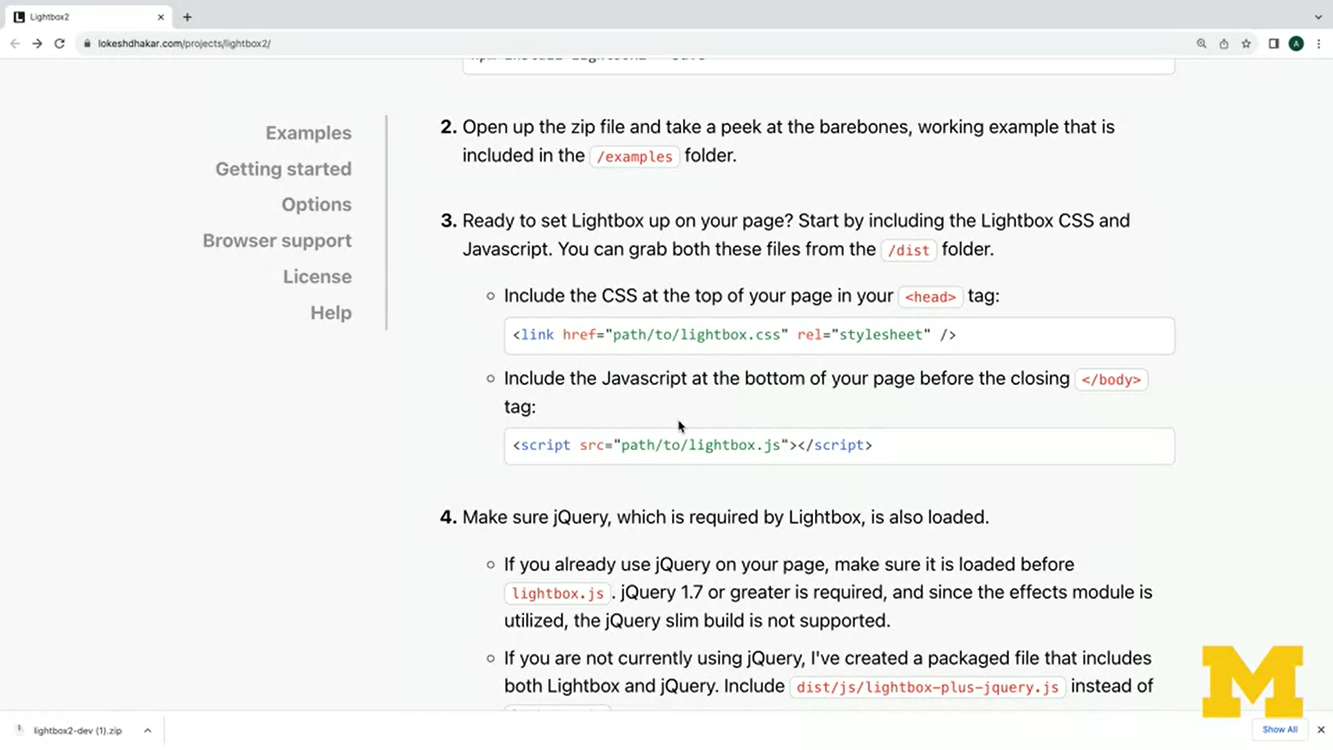 Lightbox2
lokeshdhakar.com/projects/lightbox2/
Examples
Getting started
Options
Browser support
License
Help
2. Open up the zip file and take a peek at the barebones, working example that is
included in the /examples folder.
3. Ready to set Lightbox up on your page? Start by including the Lightbox CSS and
Javascript. You can grab both these files from the /dist folder.
Include the CSS at the top of your page in your <head> tag:
<link href="path/to/lightbox.css" rel="stylesheet" />
Include the Javascript at the bottom of your page before the closing </body>
tag:
<script src="path/to/lightbox.js"></script>
4. Make sure jQuery, which is required by Lightbox, is also loaded.
If you already use jQuery on your page, make sure it is loaded before
lightbox.js. jQuery 1.7 or greater is required, and since the effects module is
utilized, the jQuery slim build is not supported.
If you are not currently using jQuery, I've created a packaged file that includes
both Lightbox and jQuery. Include dist/js/lightbox-plus-jquery.js instead of
M
lightbox2-dev (1).zip
Show All
A